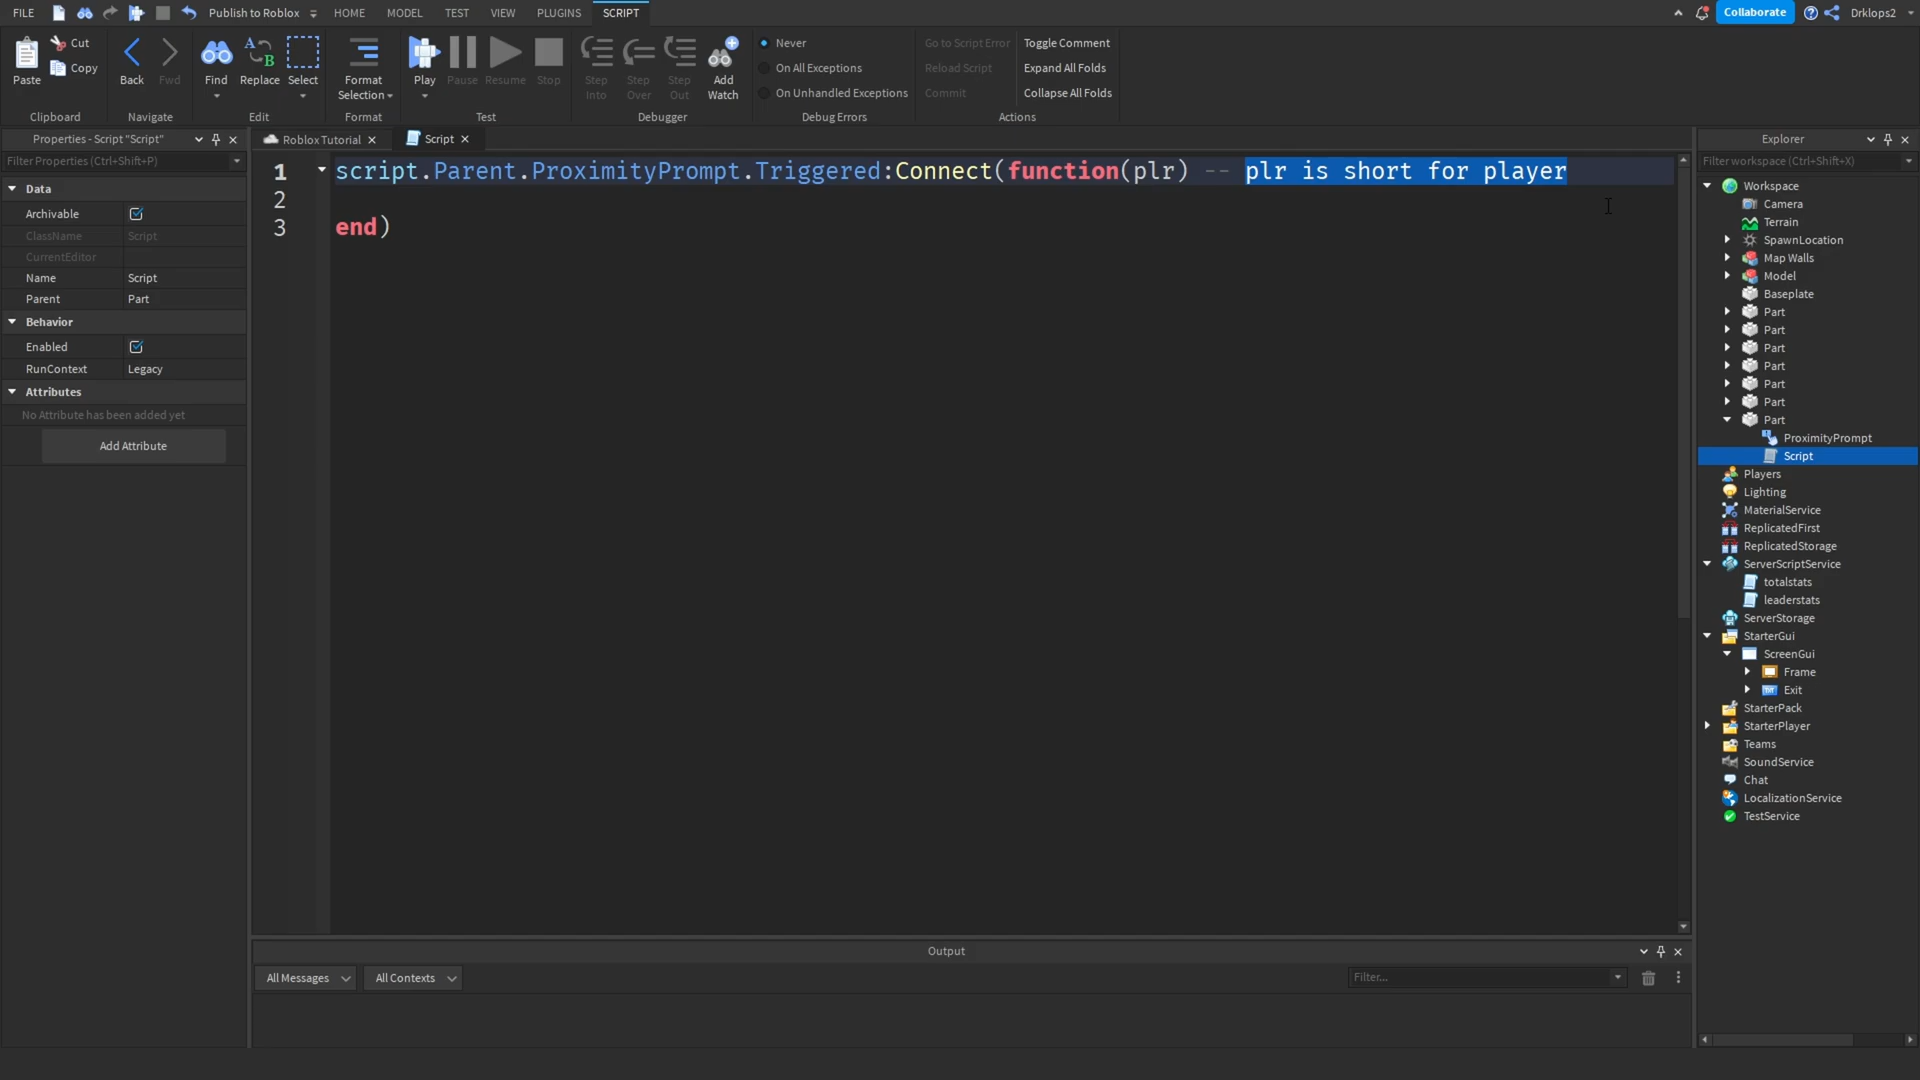 FILE Publish to Roblox HOME MODEL TEST VIEW PLUGINS SCRIPT Collaborate Drklops2
Paste Cut Copy
Clipboard
Back Fwd
Navigate
Find Replace Select
Edit
Format Selection
Format
Play Pause Resume Stop
Test
Step Into Step Over Step Out Add Watch
Debugger
Never
On All Exceptions
On Unhandled Exceptions
Debug Errors
Go to Script Error
Reload Script
Commit
Toggle Comment
Expand All Folds
Collapse All Folds
Actions
Properties - Script "Script"
Filter Properties (Ctrl+Shift+P)
Data
Archivable
ClassName Script
CurrentEditor
Name Script
Parent Part
Behavior
Enabled
RunContext Legacy
Attributes
No Attribute has been added yet
Add Attribute
Roblox Tutorial Script
1 script.Parent.ProximityPrompt.Triggered:Connect(function(plr) -- plr is short for player
2
3 end)
Output
All Messages All Contexts Filter...
Explorer
Filter workspace (Ctrl+Shift+X)
Workspace
Camera
Terrain
SpawnLocation
Map Walls
Model
Baseplate
Part
Part
Part
Part
Part
Part
Part
ProximityPrompt
Script
Players
Lighting
MaterialService
ReplicatedFirst
ReplicatedStorage
ServerScriptService
totalstats
leaderstats
ServerStorage
StarterGui
ScreenGui
Frame
TXT Exit
StarterPack
StarterPlayer
Teams
SoundService
Chat
LocalizationService
TestService